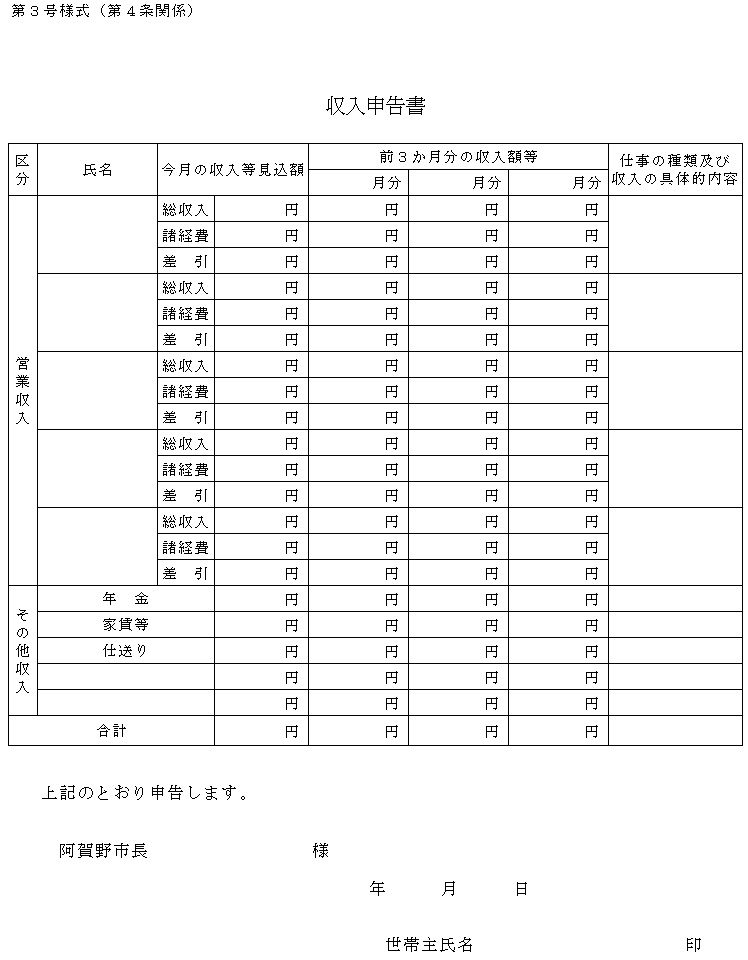 第３号様式（第４条関係）
収入申告書
区分 氏名 今月の収入等見込額 前３か月分の収入額等 仕事の種類及び収入の具体的内容
月分 月分 月分
営業収入
総収入 円 円 円 円
諸経費 円 円 円 円
差　引 円 円 円 円
総収入 円 円 円 円
諸経費 円 円 円 円
差　引 円 円 円 円
総収入 円 円 円 円
諸経費 円 円 円 円
差　引 円 円 円 円
総収入 円 円 円 円
諸経費 円 円 円 円
差　引 円 円 円 円
総収入 円 円 円 円
諸経費 円 円 円 円
差　引 円 円 円 円
その他収入
年　金 円 円 円 円
家賃等 円 円 円 円
仕送り 円 円 円 円
円 円 円 円
円 円 円 円
合計 円 円 円 円
上記のとおり申告します。
阿賀野市長　　　　　　　　　様
年　　　月　　　日
世帯主氏名　　　　　　　　　　　　印